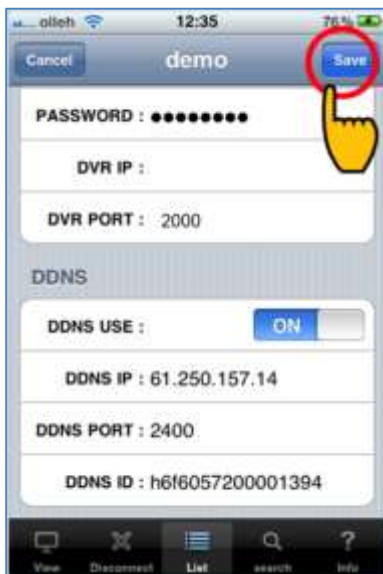 olleh 12:35 76%
Cancel demo Save
PASSWORD : ●●●●●●●●
DVR IP :
DVR PORT : 2000
DDNS
DDNS USE : ON
DDNS IP : 61.250.157.14
DDNS PORT : 2400
DDNS ID : h6f6057200001394
View Disconnect List search Info